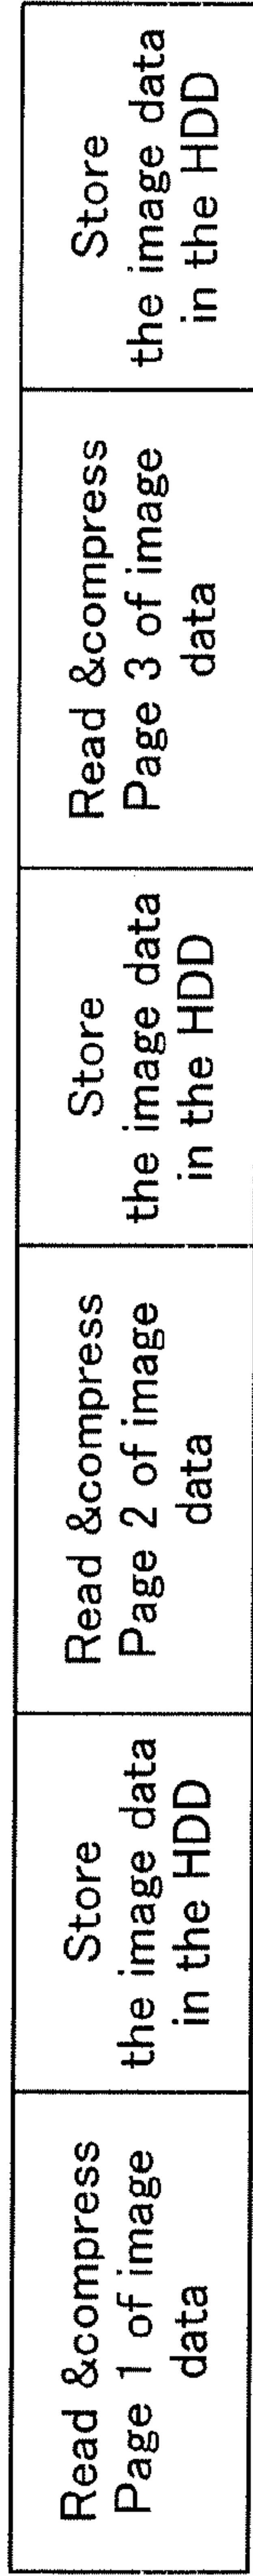 Read &compress
Page 1 of image
data
Store
the image data
in the HDD
Read &compress
Page 2 of image
data
Store
the image data
in the HDD
Read &compress
Page 3 of image
data
Store
the image data
in the HDD